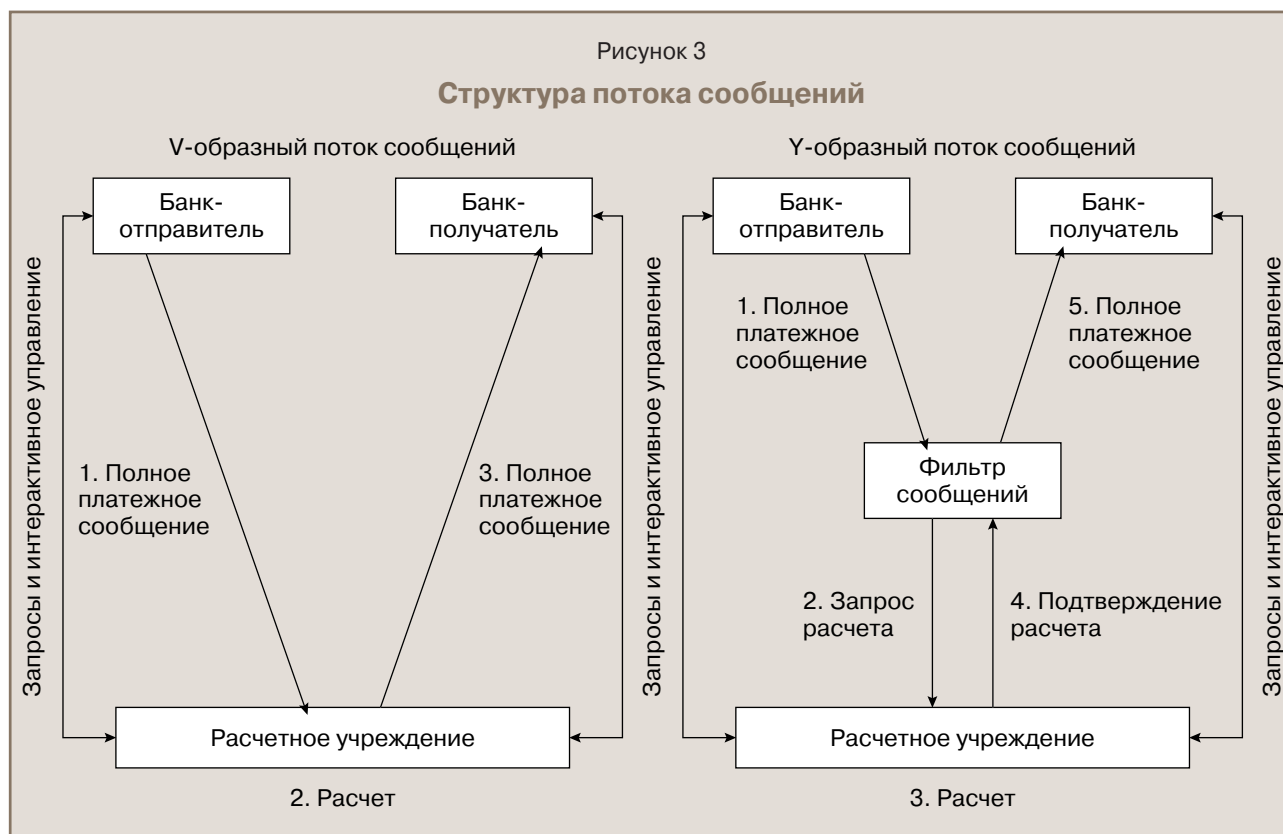 Рисунок 3
Структура потока сообщений
V-образный поток сообщений
Банк-
отправитель
Банк-
получатель
Запросы и интерактивное управление
1. Полное
платежное
сообщение
3. Полное
платежное
сообщение
Расчетное учреждение
2. Расчет
Y-образный поток сообщений
Запросы и интерактивное управление
Банк-
отправитель
Банк-
получатель
1. Полное
платежное
сообщение
5. Полное
платежное
сообщение
Фильтр
сообщений
2. Запрос
расчета
4. Подтверждение
расчета
Расчетное учреждение
3. Расчет
Запросы и интерактивное управление